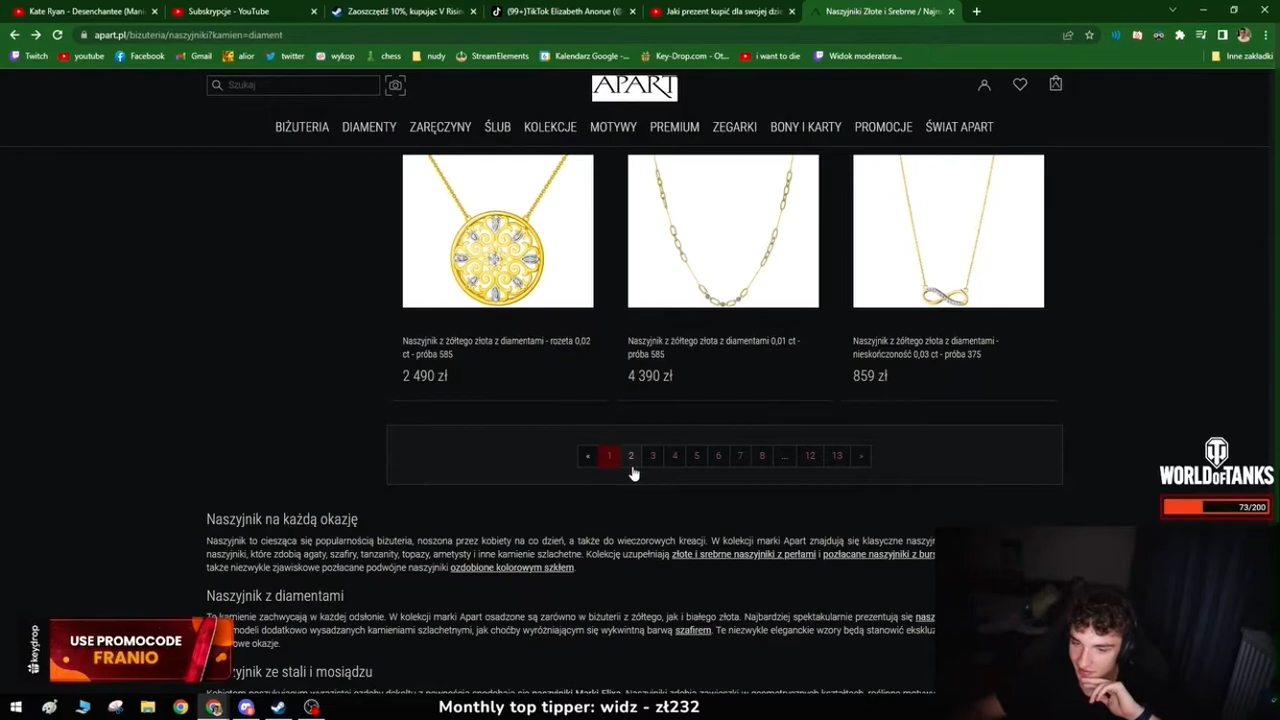 Kate Ryan - Desenchantee (Mani
Subskrypcje - YouTube
Zaoszczędź 10%, kupując V Risin
(99+)TikTok Elizabeth Anorue (@
Jaki prezent kupić dla swojej dzie
Naszyjniki Złote i Srebrne / Najm
apart.pl/bizuteria/naszyjniki?kamien=diament
Twitch
youtube
Facebook
Gmail
alior
twitter
wykop
chess
nudy
StreamElements
Kalendarz Google -...
Key-Drop.com - Ot...
i want to die
Widok moderatora...
Inne zakładki
Szukaj
APART
BIŻUTERIA DIAMENTY ZARĘCZYNY ŚLUB KOLEKCJE MOTYWY PREMIUM ZEGARKI BONY I KARTY PROMOCJE ŚWIAT APART
Naszyjnik z żółtego złota z diamentami - rozeta 0,02
ct - próba 585
2 490 zł
Naszyjnik z żółtego złota z diamentami 0,01 ct -
próba 585
4 390 zł
Naszyjnik z żółtego złota z diamentami -
nieskończoność 0,03 ct - próba 375
859 zł
« 1 2 3 4 5 6 7 8 ... 12 13 »
WORLD OF TANKS
73/200
Naszyjnik na każdą okazję
Naszyjnik to ciesząca się popularnością biżuteria, noszona przez kobiety na co dzień, a także do wieczorowych kreacji. W kolekcji marki Apart znajdują się klasyczne naszyj
naszyjniki, które zdobią agaty, szafiry, tanzanity, topazy, ametysty i inne kamienie szlachetne. Kolekcję uzupełniają złote i srebrne naszyjniki z perłami i pozłacane naszyjniki z burs
także niezwykle zjawiskowe pozłacane podwójne naszyjniki ozdobione kolorowym szkłem.
Naszyjnik z diamentami
Te kamienie zachwycają w każdej odsłonie. W kolekcji marki Apart osadzone są zarówno w biżuterii z żółtego, jak i białego złota. Najbardziej spektakularnie prezentują się nasz
modeli dodatkowo wysadzanych kamieniami szlachetnymi, jak choćby wyróżniającym się wykwintną barwą szafirem. Te niezwykle eleganckie wzory będą stanowić ekskluz
kowe okazje.
yjnik ze stali i mosiądzu
keydrop
USE PROMOCODE
FRANIO
Monthly top tipper: widz - zł232